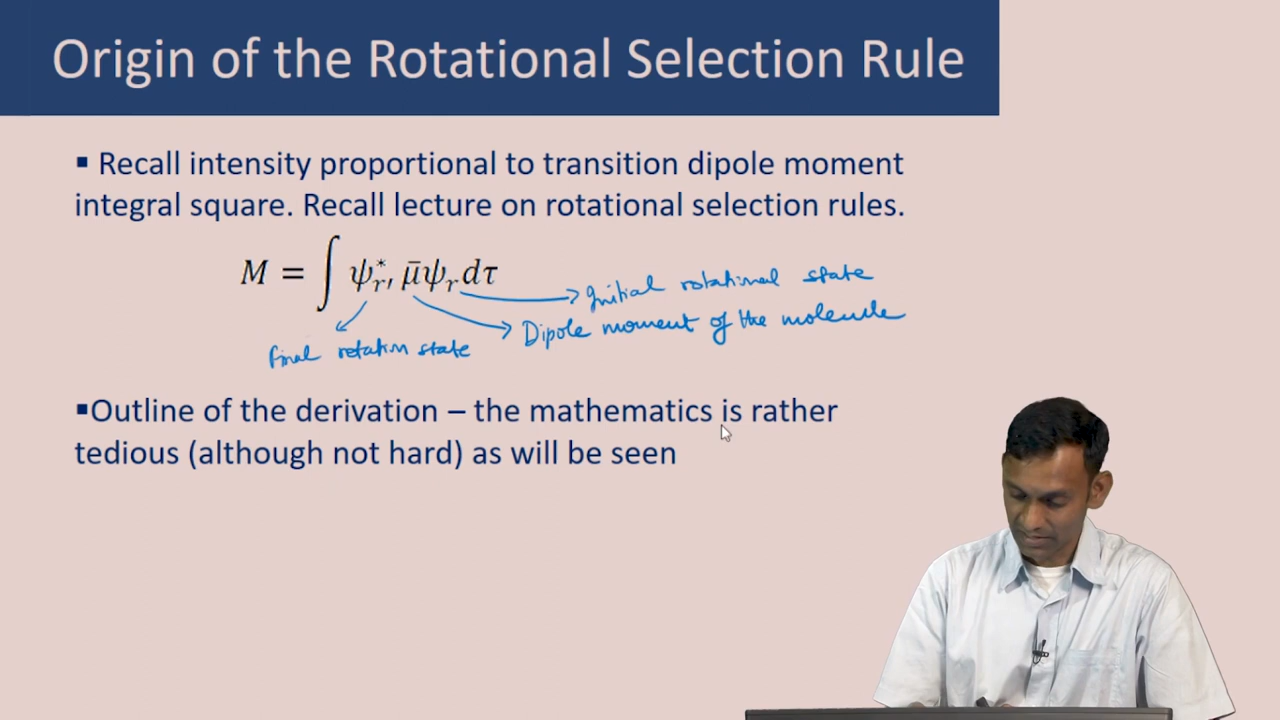 Origin of the Rotational Selection Rule
▪ Recall intensity proportional to transition dipole moment
integral square. Recall lecture on rotational selection rules.
M = ∫ ψ*r′ μ̄ψr dτ
Initial rotational state
Dipole moment of the molecule
final rotation state
▪Outline of the derivation – the mathematics is rather
tedious (although not hard) as will be seen